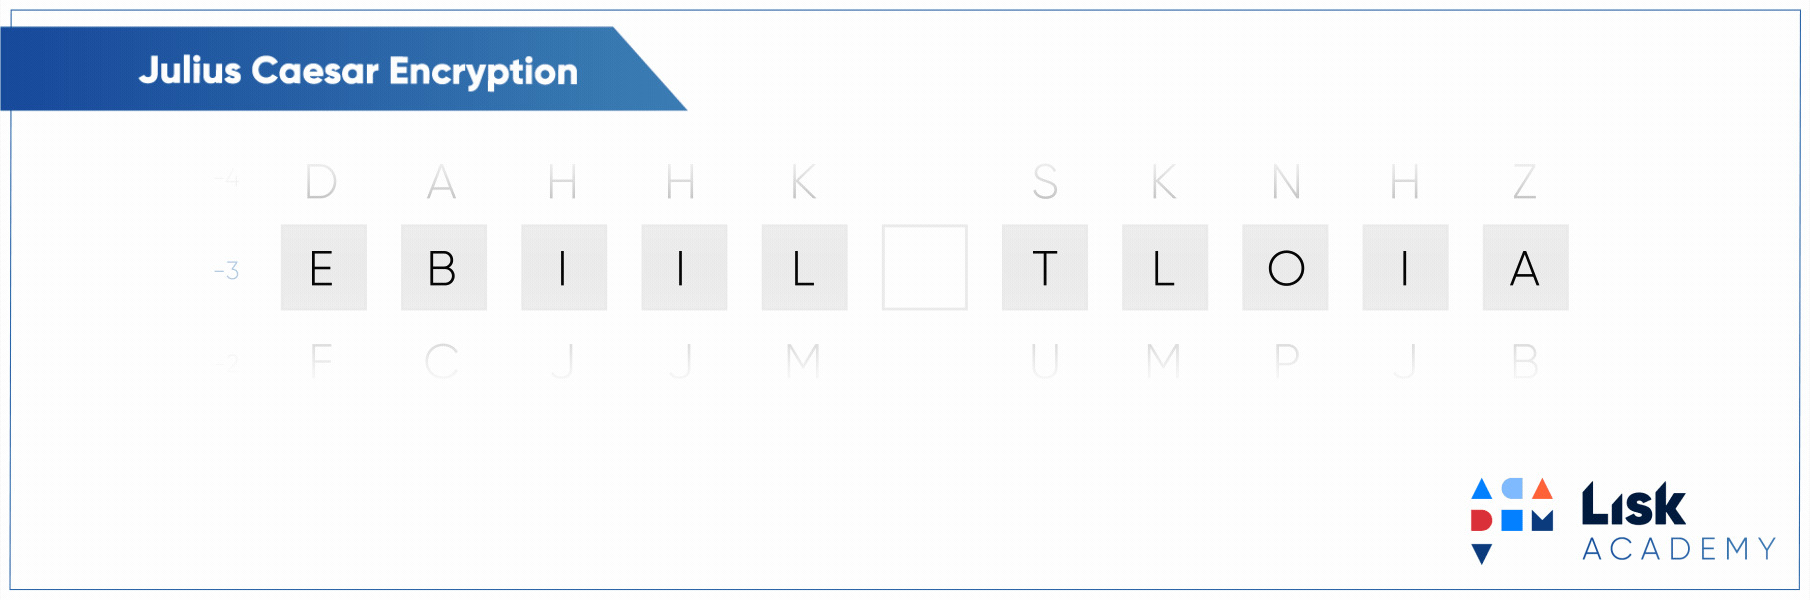 Julius Caesar Encryption
-4 D A H H K S K N H Z
-3 E B I I L T L O I A
-2 F C J J M U M P J B
Lisk
ACADEMY